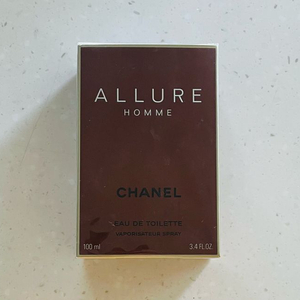 ALLURE
HOMME
CHANEL
EAU DE TOILETTE
VAPORISATEUR SPRAY
100 ml 3.4 FL.OZ.